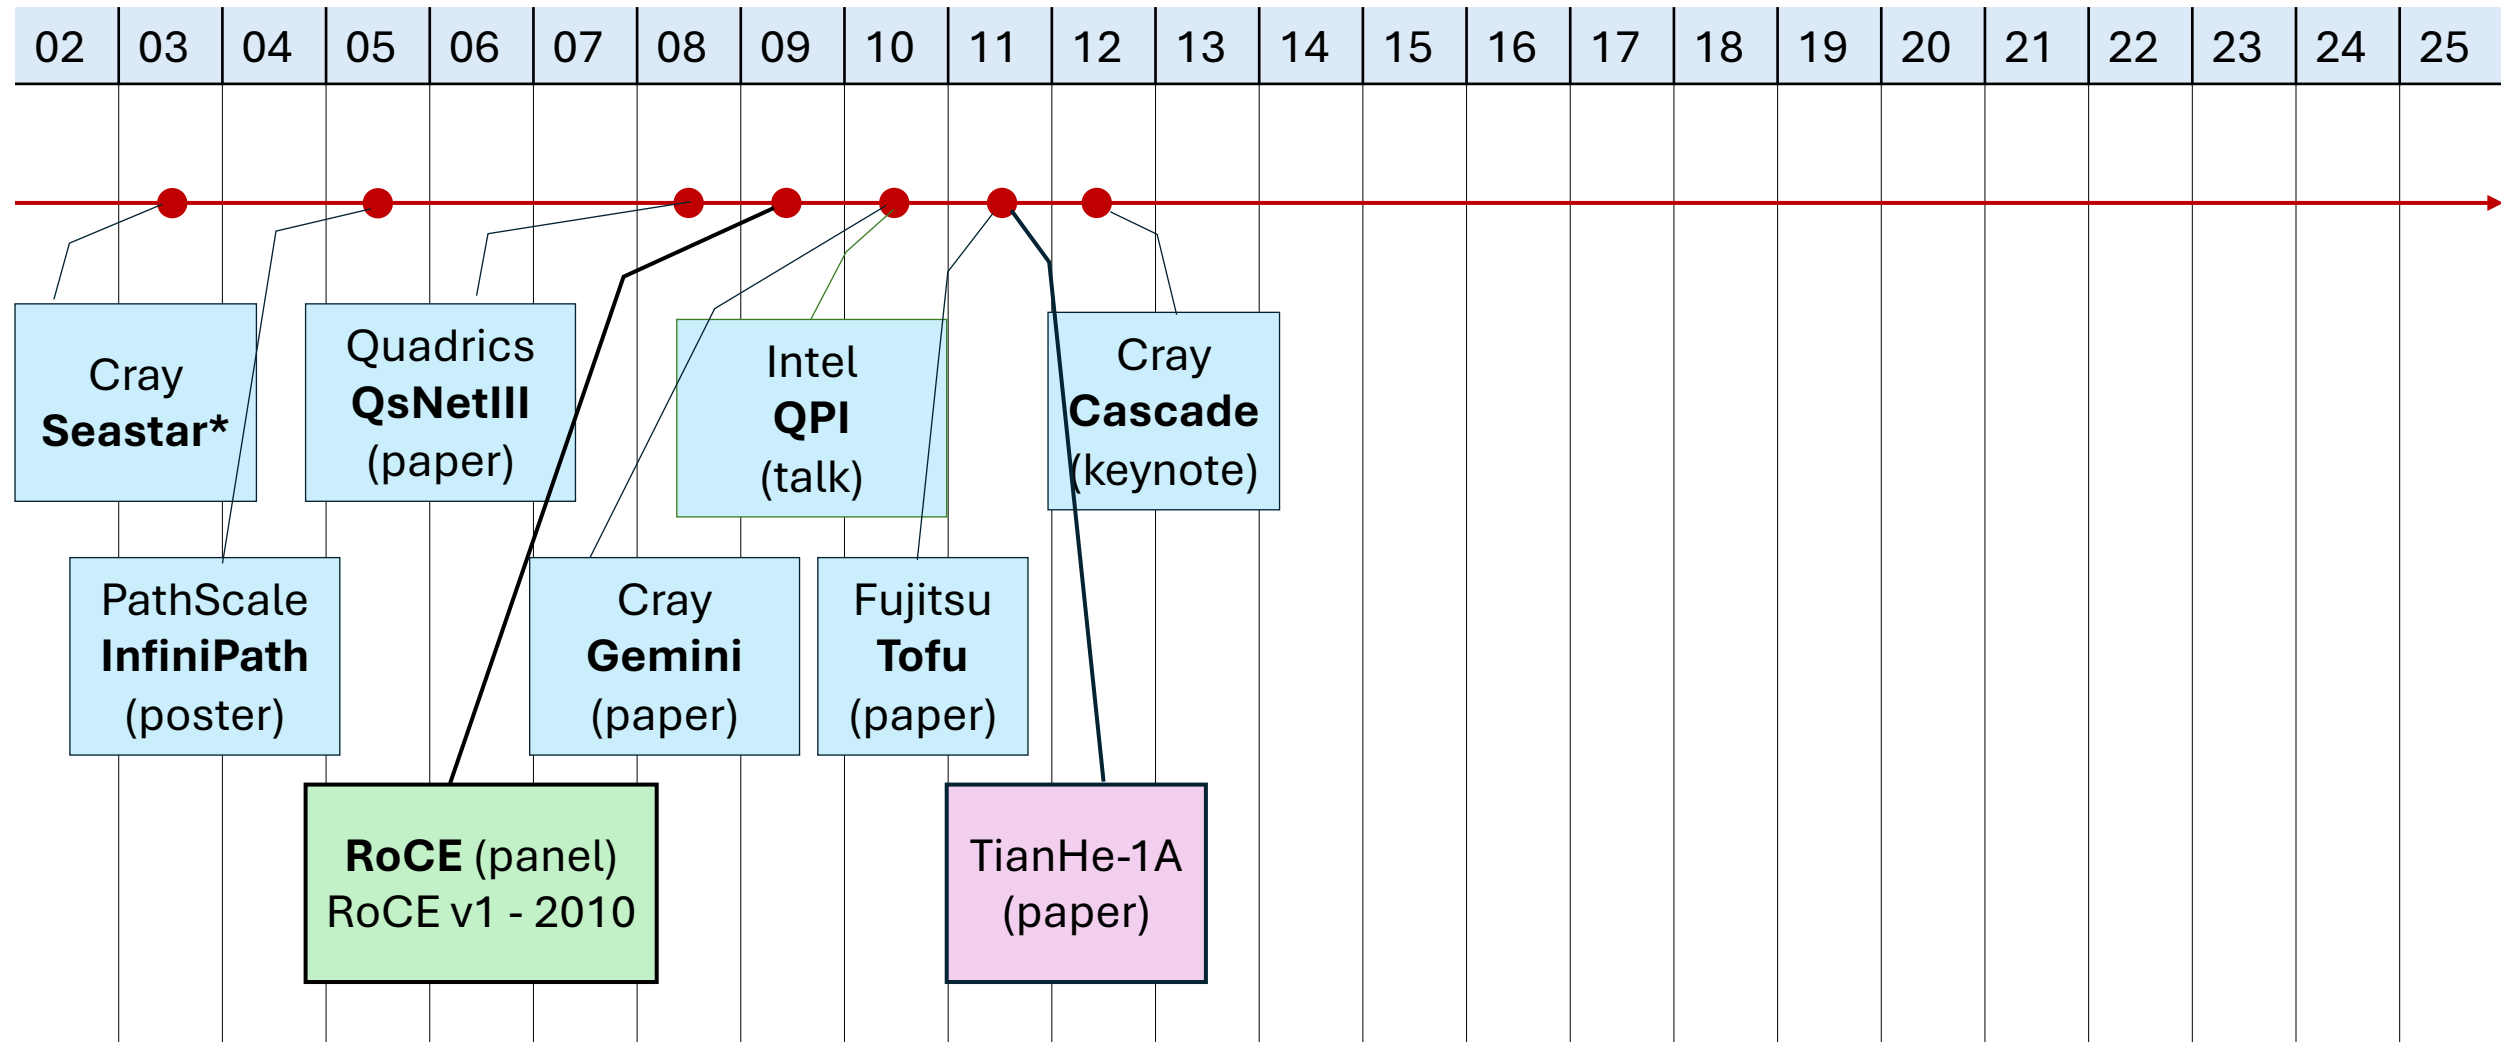 02 03 04 05 06 07 08 09 10 11 12 13 14 15 16 17 18 19 20 21 22 23 24 25
Cray
Seastar*
Quadrics
QsNetIII
(paper)
Intel
QPI
(talk)
Cray
Cascade
(keynote)
PathScale
InfiniPath
(poster)
Cray
Gemini
(paper)
Fujitsu
Tofu
(paper)
RoCE (panel)
RoCE v1 - 2010
TianHe-1A
(paper)